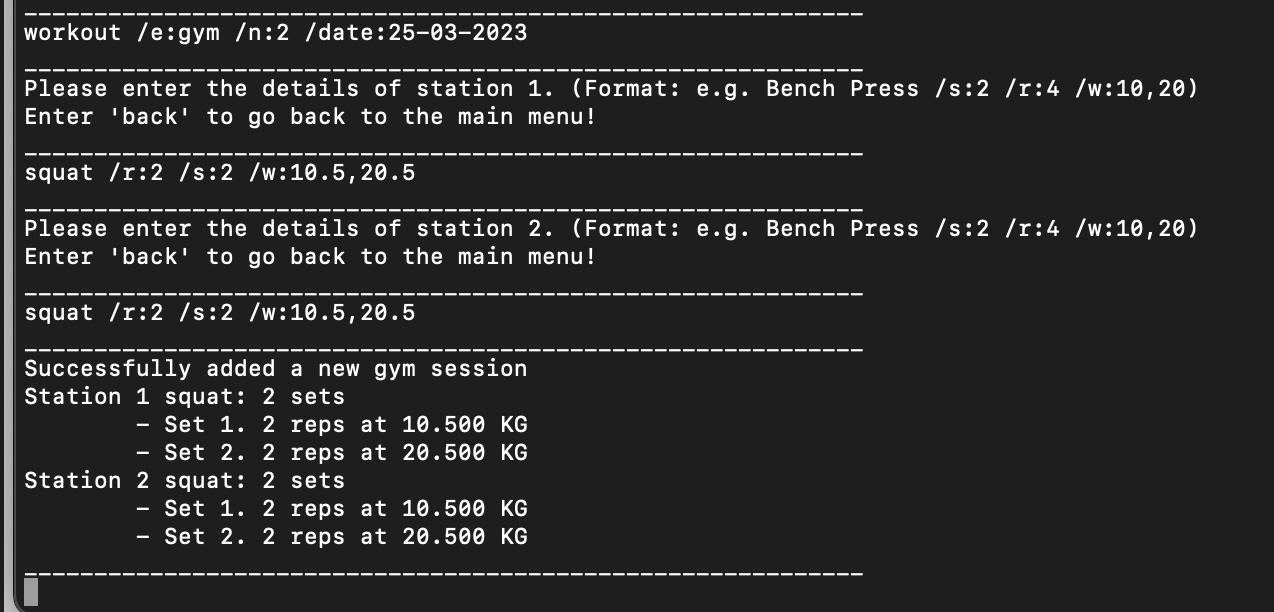 ____________________________________________________________
workout /e:gym /n:2 /date:25-03-2023
____________________________________________________________
Please enter the details of station 1. (Format: e.g. Bench Press /s:2 /r:4 /w:10,20)
Enter 'back' to go back to the main menu!
____________________________________________________________
squat /r:2 /s:2 /w:10.5,20.5
____________________________________________________________
Please enter the details of station 2. (Format: e.g. Bench Press /s:2 /r:4 /w:10,20)
Enter 'back' to go back to the main menu!
____________________________________________________________
squat /r:2 /s:2 /w:10.5,20.5
____________________________________________________________
Successfully added a new gym session
Station 1 squat: 2 sets
        - Set 1. 2 reps at 10.500 KG
        - Set 2. 2 reps at 20.500 KG
Station 2 squat: 2 sets
        - Set 1. 2 reps at 10.500 KG
        - Set 2. 2 reps at 20.500 KG
____________________________________________________________